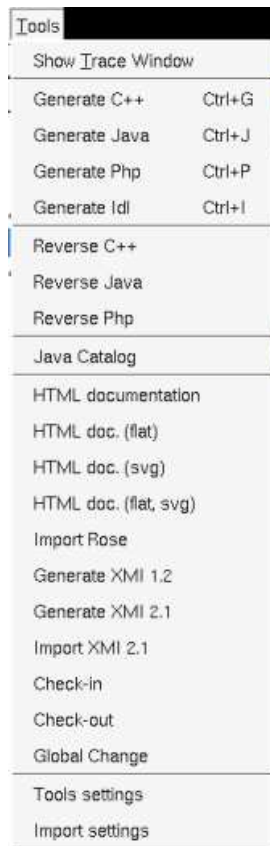 Tools
Show Trace Window
Generate C++ Ctrl+G
Generate Java Ctrl+J
Generate Php Ctrl+P
Generate Idl Ctrl+I
Reverse C++
Reverse Java
Reverse Php
Java Catalog
HTML documentation
HTML doc. (flat)
HTML doc. (svg)
HTML doc. (flat, svg)
Import Rose
Generate XMI 1.2
Generate XMI 2.1
Import XMI 2.1
Check-in
Check-out
Global Change
Tools settings
Import settings